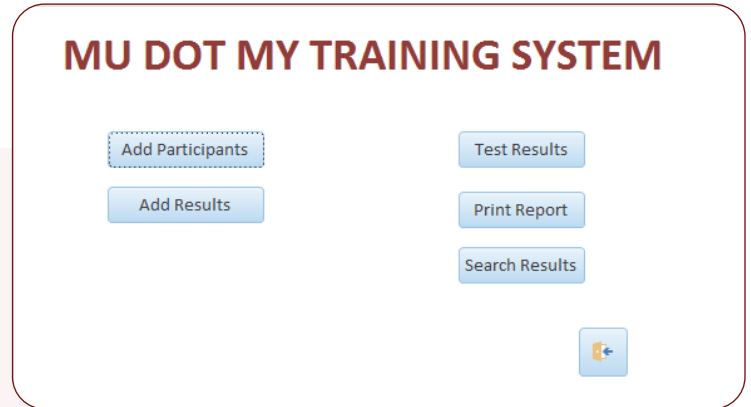 MU DOT MY TRAINING SYSTEM
Add Participants
Add Results
Test Results
Print Report
Search Results